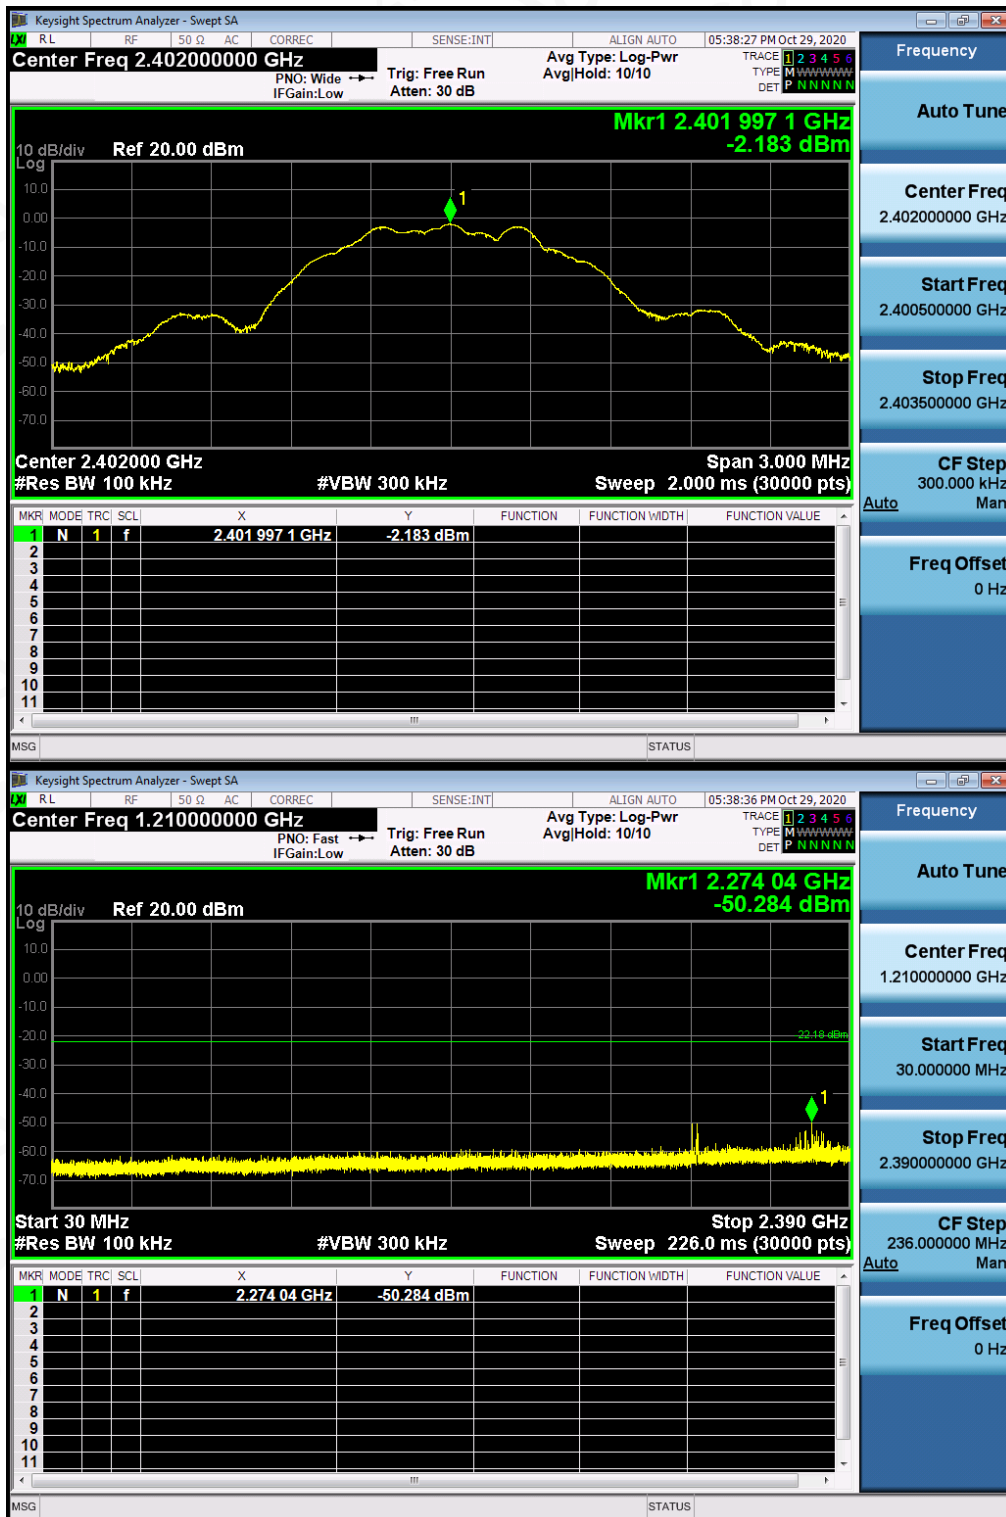 Keysight Spectrum Analyzer - Swept SA
LXI RL RF 50 Ω AC CORREC SENSE:INT ALIGN AUTO 05:38:27 PM Oct 29, 2020
Center Freq 2.402000000 GHz
PNO: Wide
IFGain:Low
Trig: Free Run
Atten: 30 dB
Avg Type: Log-Pwr
Avg|Hold: 10/10
TRACE 1 2 3 4 5 6
TYPE M WWWWW
DET P N N N N N
Mkr1 2.401 997 1 GHz
-2.183 dBm
10 dB/div Ref 20.00 dBm
Log
10.0
0.00
-10.0
-20.0
-30.0
-40.0
-50.0
-60.0
-70.0
Center 2.402000 GHz Span 3.000 MHz
#Res BW 100 kHz #VBW 300 kHz Sweep 2.000 ms (30000 pts)
MKR MODE TRC SCL X Y FUNCTION FUNCTION WIDTH FUNCTION VALUE
1 N 1 f 2.401 997 1 GHz -2.183 dBm
2
3
4
5
6
7
8
9
10
11
MSG STATUS
Frequency
Auto Tune
Center Freq
2.402000000 GHz
Start Freq
2.400500000 GHz
Stop Freq
2.403500000 GHz
CF Step
300.000 kHz
Auto Man
Freq Offset
0 Hz
Keysight Spectrum Analyzer - Swept SA
LXI RL RF 50 Ω AC CORREC SENSE:INT ALIGN AUTO 05:38:36 PM Oct 29, 2020
Center Freq 1.210000000 GHz
PNO: Fast
IFGain:Low
Trig: Free Run
Atten: 30 dB
Avg Type: Log-Pwr
Avg|Hold: 10/10
TRACE 1 2 3 4 5 6
TYPE M WWWWW
DET P N N N N N
Mkr1 2.274 04 GHz
-50.284 dBm
10 dB/div Ref 20.00 dBm
Log
10.0
0.00
-10.0
-20.0
-30.0
-40.0
-50.0
-60.0
-70.0
-22.18 dBm
1
Start 30 MHz Stop 2.390 GHz
#Res BW 100 kHz #VBW 300 kHz Sweep 226.0 ms (30000 pts)
MKR MODE TRC SCL X Y FUNCTION FUNCTION WIDTH FUNCTION VALUE
1 N 1 f 2.274 04 GHz -50.284 dBm
2
3
4
5
6
7
8
9
10
11
MSG STATUS
Frequency
Auto Tune
Center Freq
1.210000000 GHz
Start Freq
30.000000 MHz
Stop Freq
2.390000000 GHz
CF Step
236.000000 MHz
Auto Man
Freq Offset
0 Hz